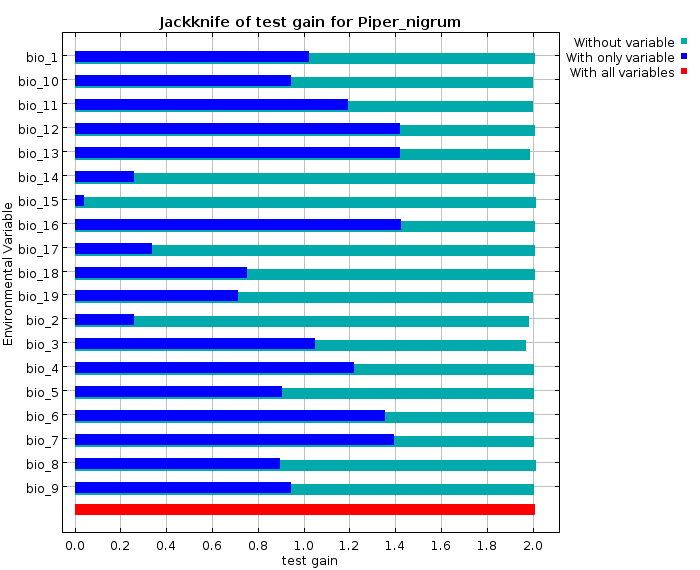 Jackknife of test gain for Piper_nigrum
Without variable
With only variable
With all variables
Environmental Variable
bio_1
bio_10
bio_11
bio_12
bio_13
bio_14
bio_15
bio_16
bio_17
bio_18
bio_19
bio_2
bio_3
bio_4
bio_5
bio_6
bio_7
bio_8
bio_9
0.0 0.2 0.4 0.6 0.8 1.0 1.2 1.4 1.6 1.8 2.0
test gain